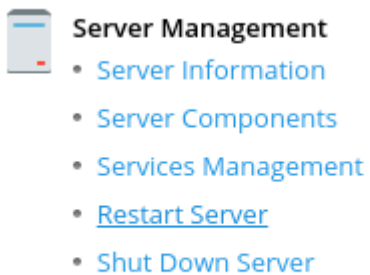 Server Management
Server Information
Server Components
Services Management
Restart Server
Shut Down Server